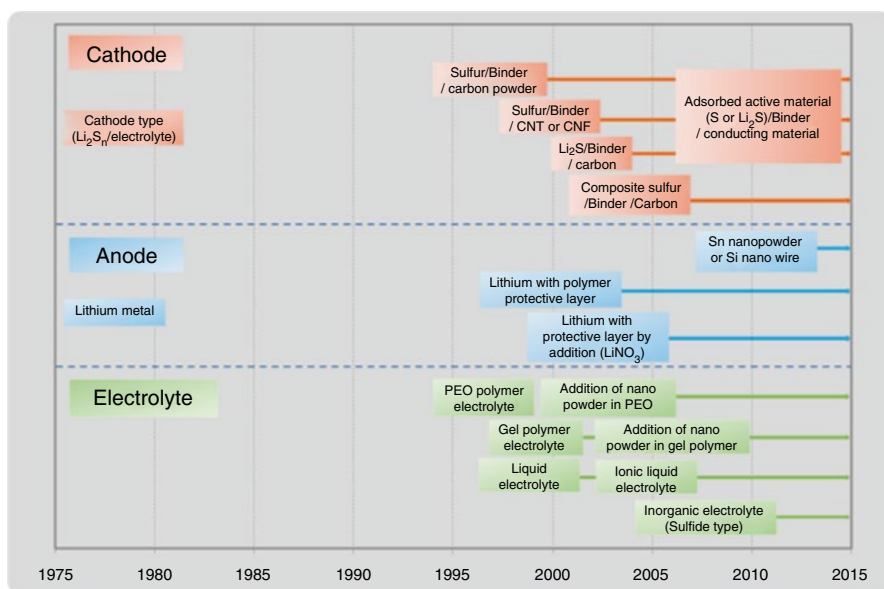 Cathode
Sulfur/Binder
/ carbon powder
Cathode type
(Li₂Sₙ/electrolyte)
Sulfur/Binder
/ CNT or CNF
Adsorbed active material
(S or Li₂S)/Binder
/ conducting material
Li₂S/Binder
/ carbon
Composite sulfur
/Binder /Carbon
Anode
Sn nanopowder
or Si nano wire
Lithium with polymer
protective layer
Lithium metal
Lithium with
protective layer by
addition (LiNO₃)
Electrolyte
PEO polymer
electrolyte
Addition of nano
powder in PEO
Gel polymer
electrolyte
Addition of nano
powder in gel polymer
Liquid
electrolyte
Ionic liquid
electrolyte
Inorganic electrolyte
(Sulfide type)
1975 1980 1985 1990 1995 2000 2005 2010 2015